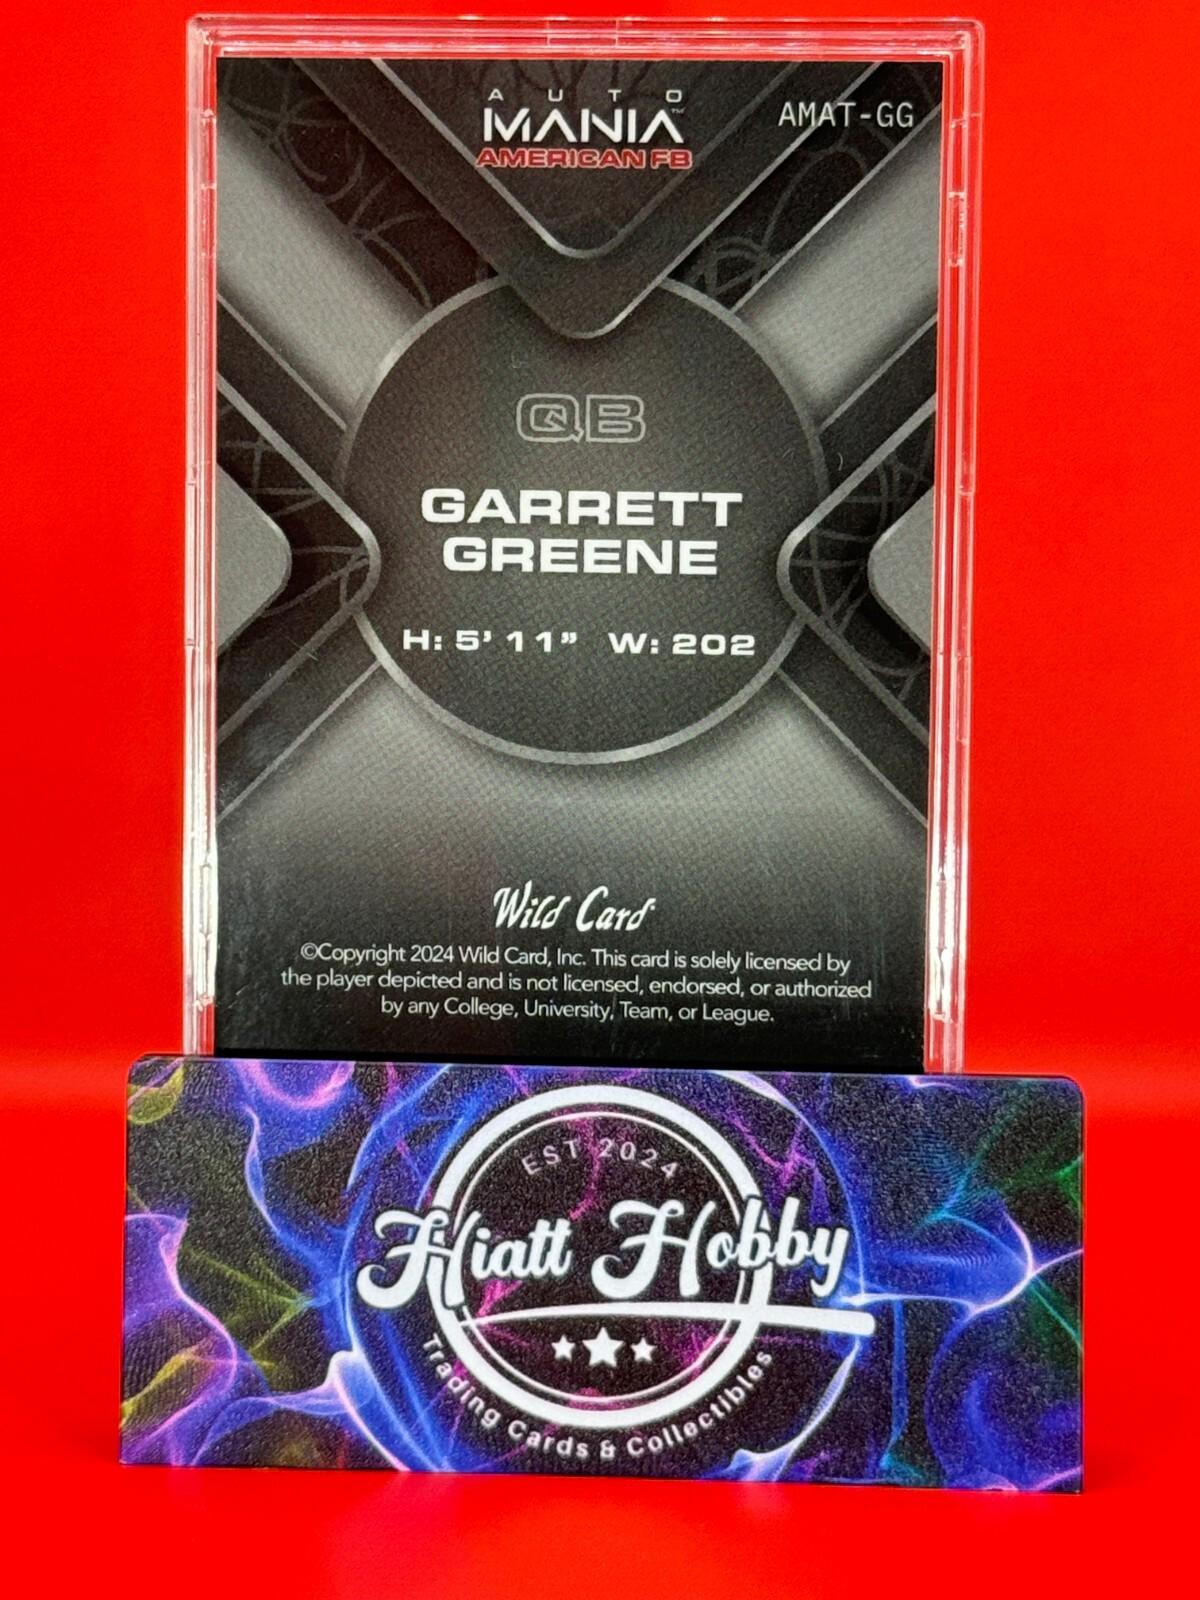 AUTO
MANIA™
AMERICAN FB
AMAT-GG
QB
GARRETT
GREENE
H: 5' 11" W: 202
Wild Card
©Copyright 2024 Wild Card, Inc. This card is solely licensed by
the player depicted and is not licensed, endorsed, or authorized
by any College, University, Team, or League.
EST 2024
Hiatt Hobby
Trading Cards & Collectibles